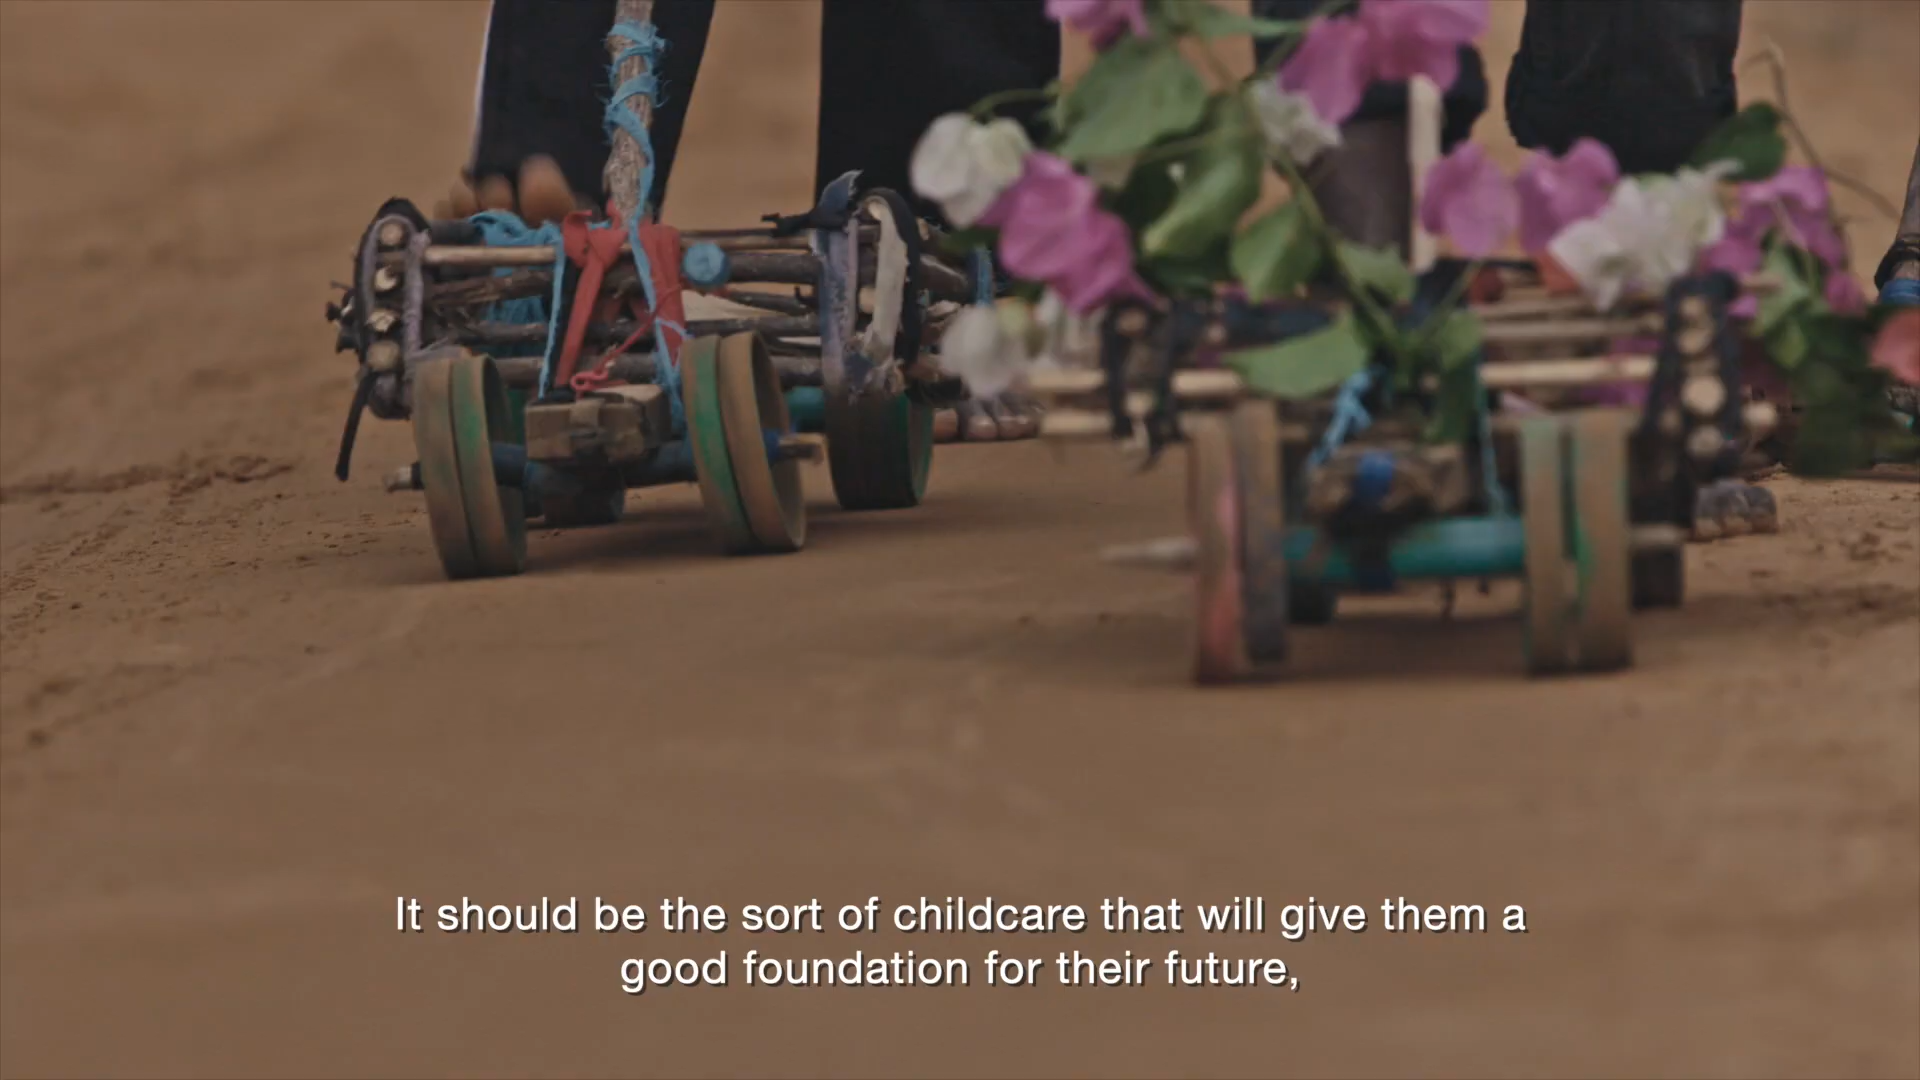 It should be the sort of childcare that will give them a
good foundation for their future,